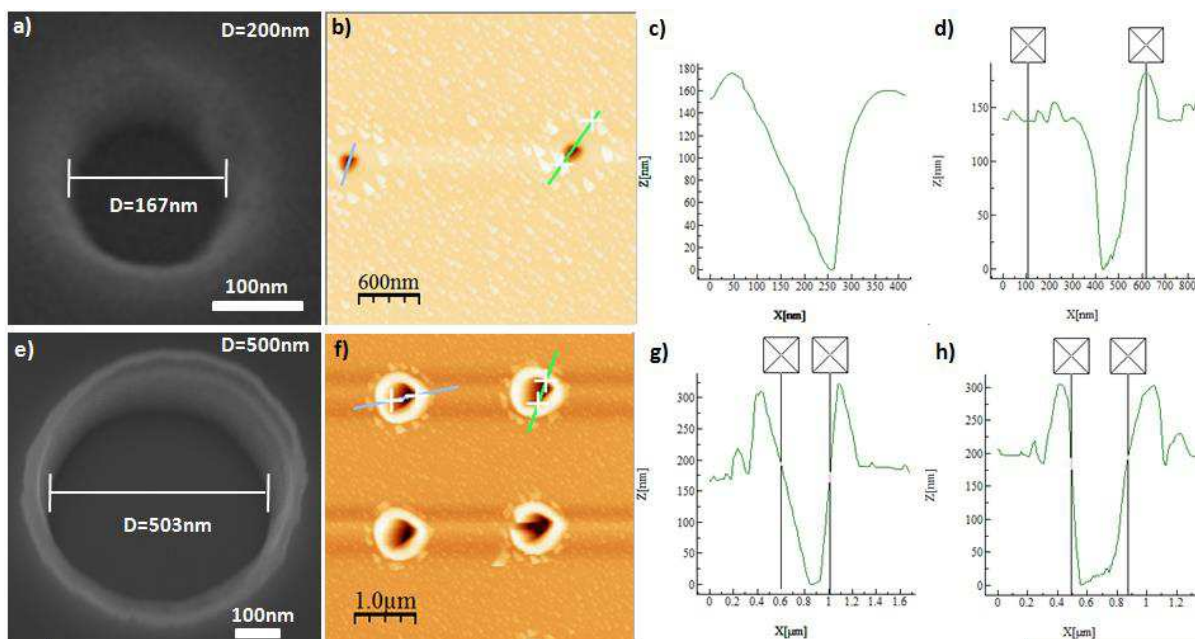 a)
D=200nm
D=167nm
100nm
b)
600nm
c)
180
160
140
120
100
80
60
40
20
0
Z[nm]
0 50 100 150 200 250 300 350 400
X[nm]
d)
150
100
50
0
Z[nm]
0 100 200 300 400 500 600 700 800
X[nm]
e)
D=500nm
D=503nm
100nm
f)
1.0µm
g)
300
250
200
150
100
50
0
Z[nm]
0 0.2 0.4 0.6 0.8 1 1.2 1.4 1.6
X[µm]
h)
300
250
200
150
100
50
0
Z[nm]
0 0.2 0.4 0.6 0.8 1 1.2
X[µm]